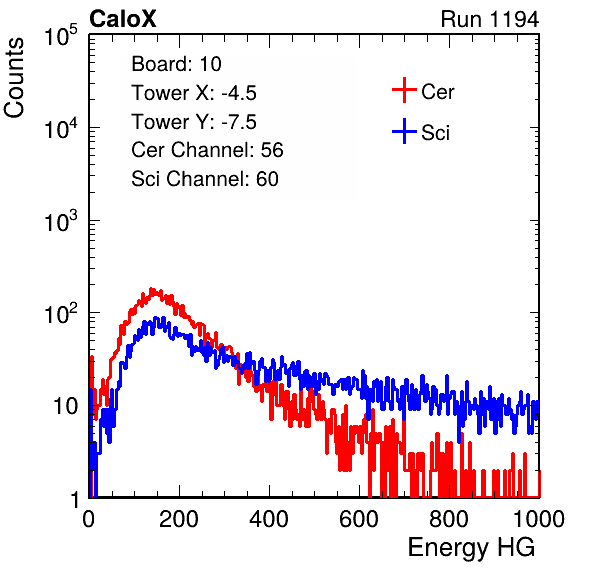 CaloX Run 1194
Counts
10^5
10^4
10^3
10^2
10
1
Board: 10
Tower X: -4.5
Tower Y: -7.5
Cer Channel: 56
Sci Channel: 60
Cer
Sci
0 200 400 600 800 1000
Energy HG